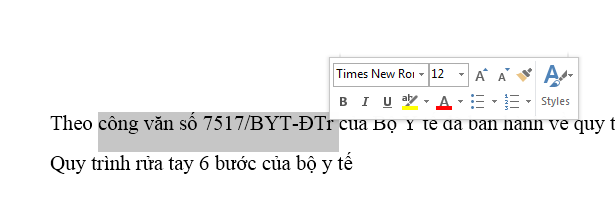 Times New Ro
12
A A A
B I U ab A Styles
Theo công văn số 7517/BYT-ĐTr của Bộ Y tế đã ban hành về quy
Quy trình rửa tay 6 bước của bộ y tế